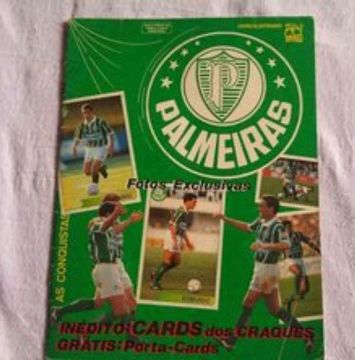 P
PALMEIRAS
Fotos Exclusivas
AS CONQUISTAS
INÉDITO: CARDS dos CRAQUES
GRÁTIS: Porta-Cards